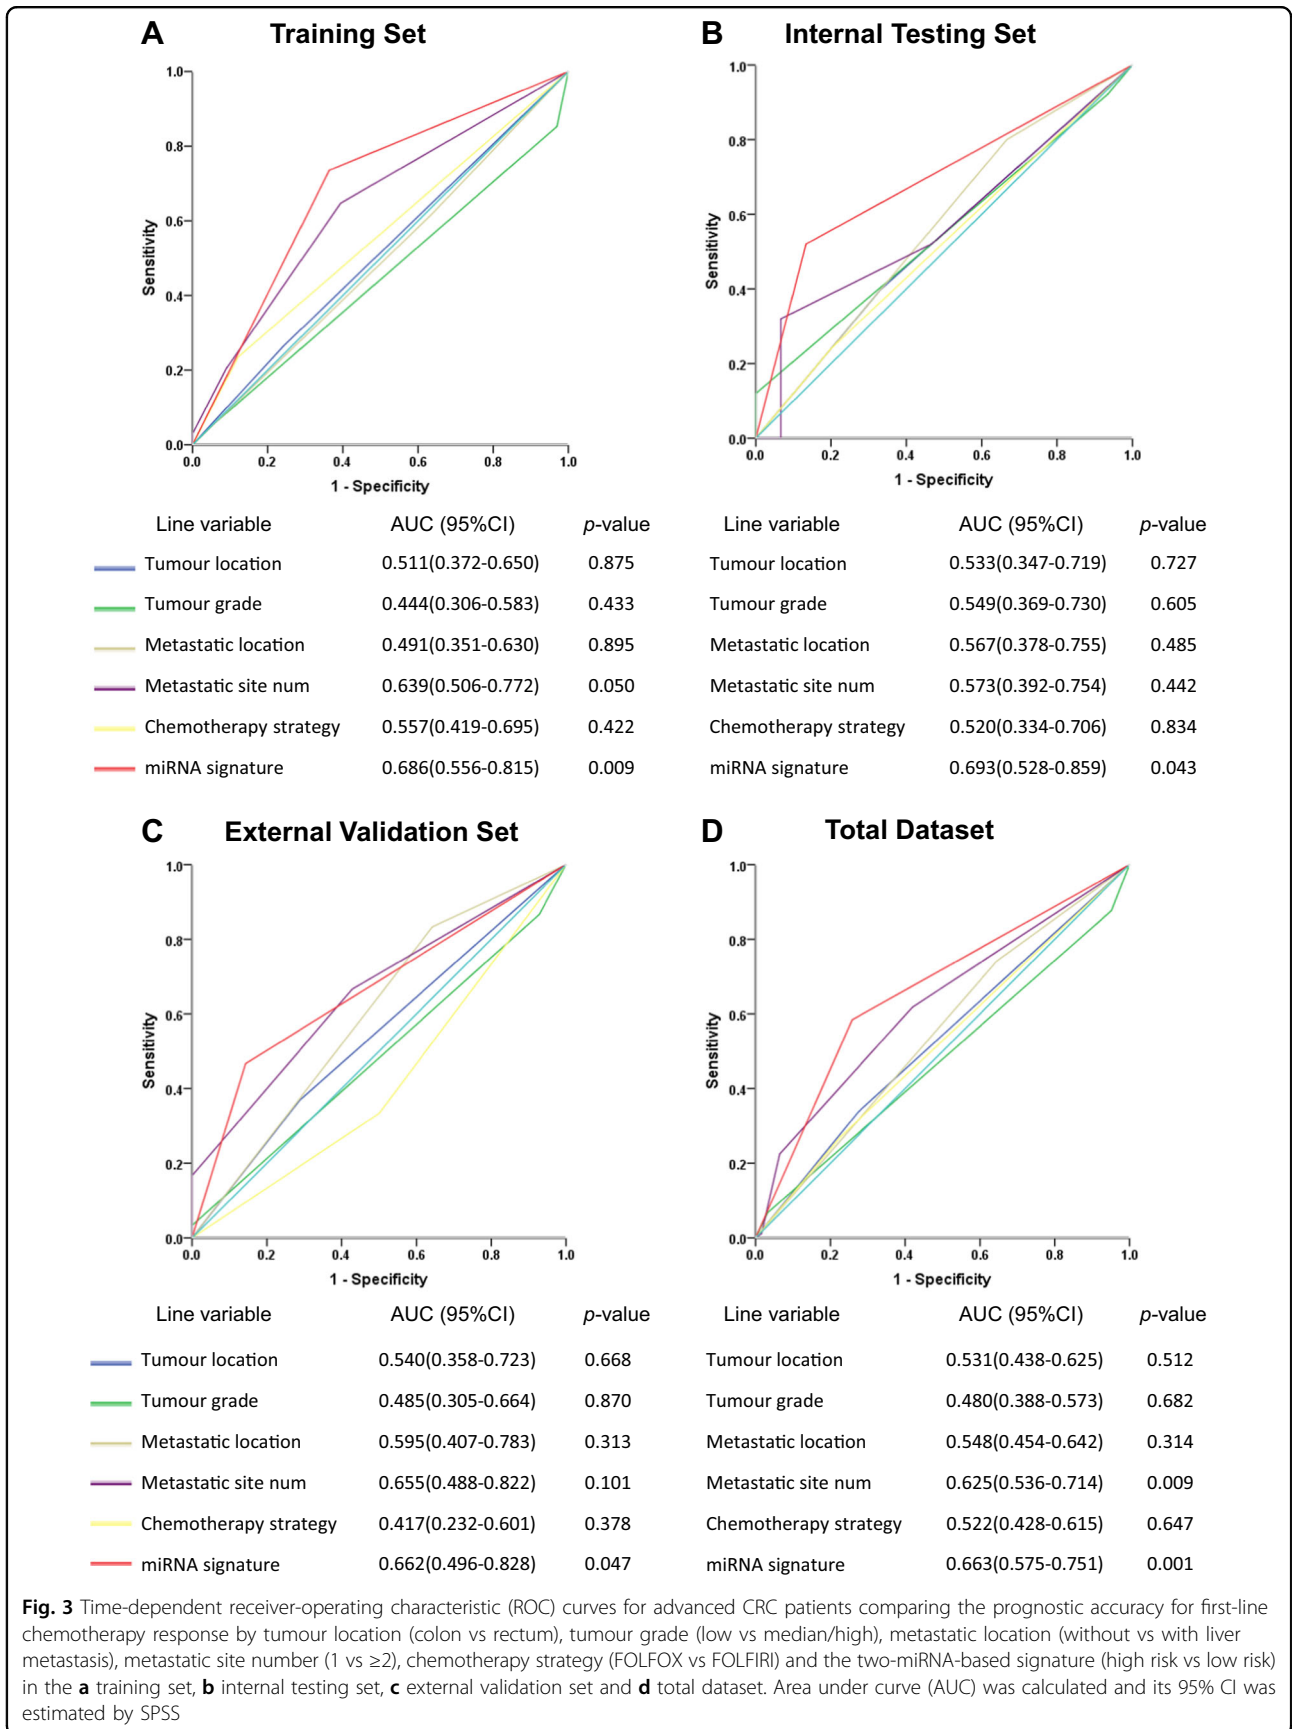 A Training Set
1.0
0.8
0.6
0.4
0.2
0.0
Sensitivity
0.0 0.2 0.4 0.6 0.8 1.0
1 - Specificity
Line variable AUC (95%CI) p-value
Tumour location 0.511(0.372-0.650) 0.875
Tumour grade 0.444(0.306-0.583) 0.433
Metastatic location 0.491(0.351-0.630) 0.895
Metastatic site num 0.639(0.506-0.772) 0.050
Chemotherapy strategy 0.557(0.419-0.695) 0.422
miRNA signature 0.686(0.556-0.815) 0.009
B Internal Testing Set
1.0
0.8
0.6
0.4
0.2
0.0
Sensitivity
0.0 0.2 0.4 0.6 0.8 1.0
1 - Specificity
Line variable AUC (95%CI) p-value
Tumour location 0.533(0.347-0.719) 0.727
Tumour grade 0.549(0.369-0.730) 0.605
Metastatic location 0.567(0.378-0.755) 0.485
Metastatic site num 0.573(0.392-0.754) 0.442
Chemotherapy strategy 0.520(0.334-0.706) 0.834
miRNA signature 0.693(0.528-0.859) 0.043
C External Validation Set
1.0
0.8
0.6
0.4
0.2
0.0
Sensitivity
0.0 0.2 0.4 0.6 0.8 1.0
1 - Specificity
Line variable AUC (95%CI) p-value
Tumour location 0.540(0.358-0.723) 0.668
Tumour grade 0.485(0.305-0.664) 0.870
Metastatic location 0.595(0.407-0.783) 0.313
Metastatic site num 0.655(0.488-0.822) 0.101
Chemotherapy strategy 0.417(0.232-0.601) 0.378
miRNA signature 0.662(0.496-0.828) 0.047
D Total Dataset
1.0
0.8
0.6
0.4
0.2
0.0
Sensitivity
0.0 0.2 0.4 0.6 0.8 1.0
1 - Specificity
Line variable AUC (95%CI) p-value
Tumour location 0.531(0.438-0.625) 0.512
Tumour grade 0.480(0.388-0.573) 0.682
Metastatic location 0.548(0.454-0.642) 0.314
Metastatic site num 0.625(0.536-0.714) 0.009
Chemotherapy strategy 0.522(0.428-0.615) 0.647
miRNA signature 0.663(0.575-0.751) 0.001
Fig. 3 Time-dependent receiver-operating characteristic (ROC) curves for advanced CRC patients comparing the prognostic accuracy for first-line
chemotherapy response by tumour location (colon vs rectum), tumour grade (low vs median/high), metastatic location (without vs with liver
metastasis), metastatic site number (1 vs ≥2), chemotherapy strategy (FOLFOX vs FOLFIRI) and the two-miRNA-based signature (high risk vs low risk)
in the a training set, b internal testing set, c external validation set and d total dataset. Area under curve (AUC) was calculated and its 95% CI was
estimated by SPSS